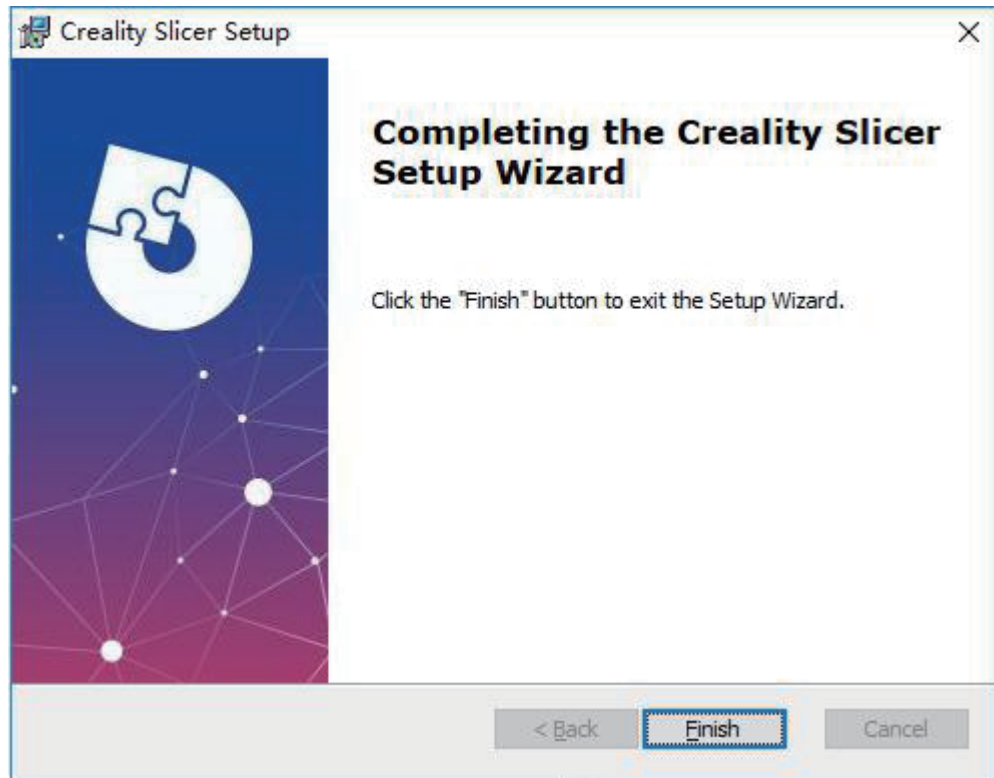 Creality Slicer Setup
Completing the Creality Slicer
Setup Wizard
Click the "Finish" button to exit the Setup Wizard.
< Back
Finish
Cancel